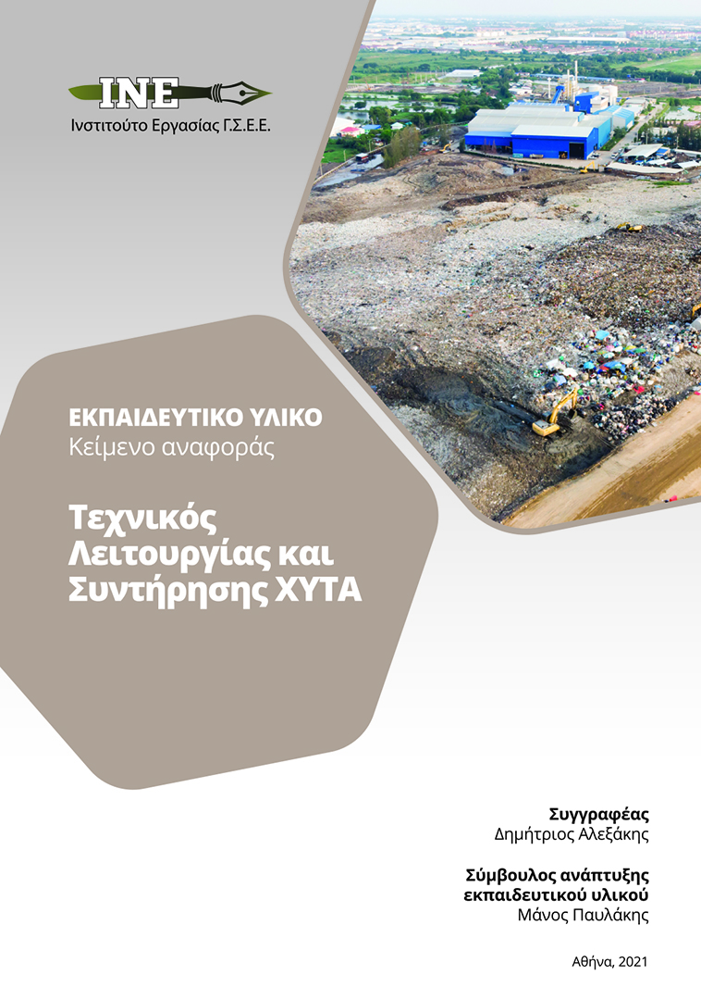 ΙΝΕ
Ινστιτούτο Εργασίας Γ.Σ.Ε.Ε.
ΕΚΠΑΙΔΕΥΤΙΚΟ ΥΛΙΚΟ
Κείμενο αναφοράς
Τεχνικός
Λειτουργίας και
Συντήρησης ΧΥΤΑ
Συγγραφέας
Δημήτριος Αλεξάκης
Σύμβουλος ανάπτυξης
εκπαιδευτικού υλικού
Μάνος Παυλάκης
Αθήνα, 2021